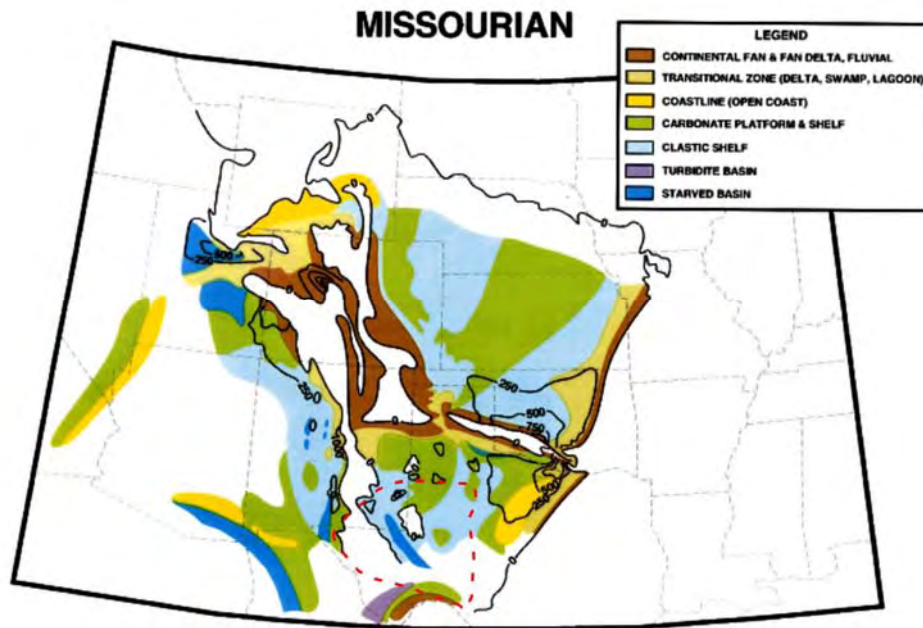 MISSOURIAN
LEGEND
CONTINENTAL FAN & FAN DELTA, FLUVIAL
TRANSITIONAL ZONE (DELTA, SWAMP, LAGOON)
COASTLINE (OPEN COAST)
CARBONATE PLATFORM & SHELF
CLASTIC SHELF
TURBIDITE BASIN
STARVED BASIN
0
0
500
250
250
250
500
750
0
0
0
500
250
0